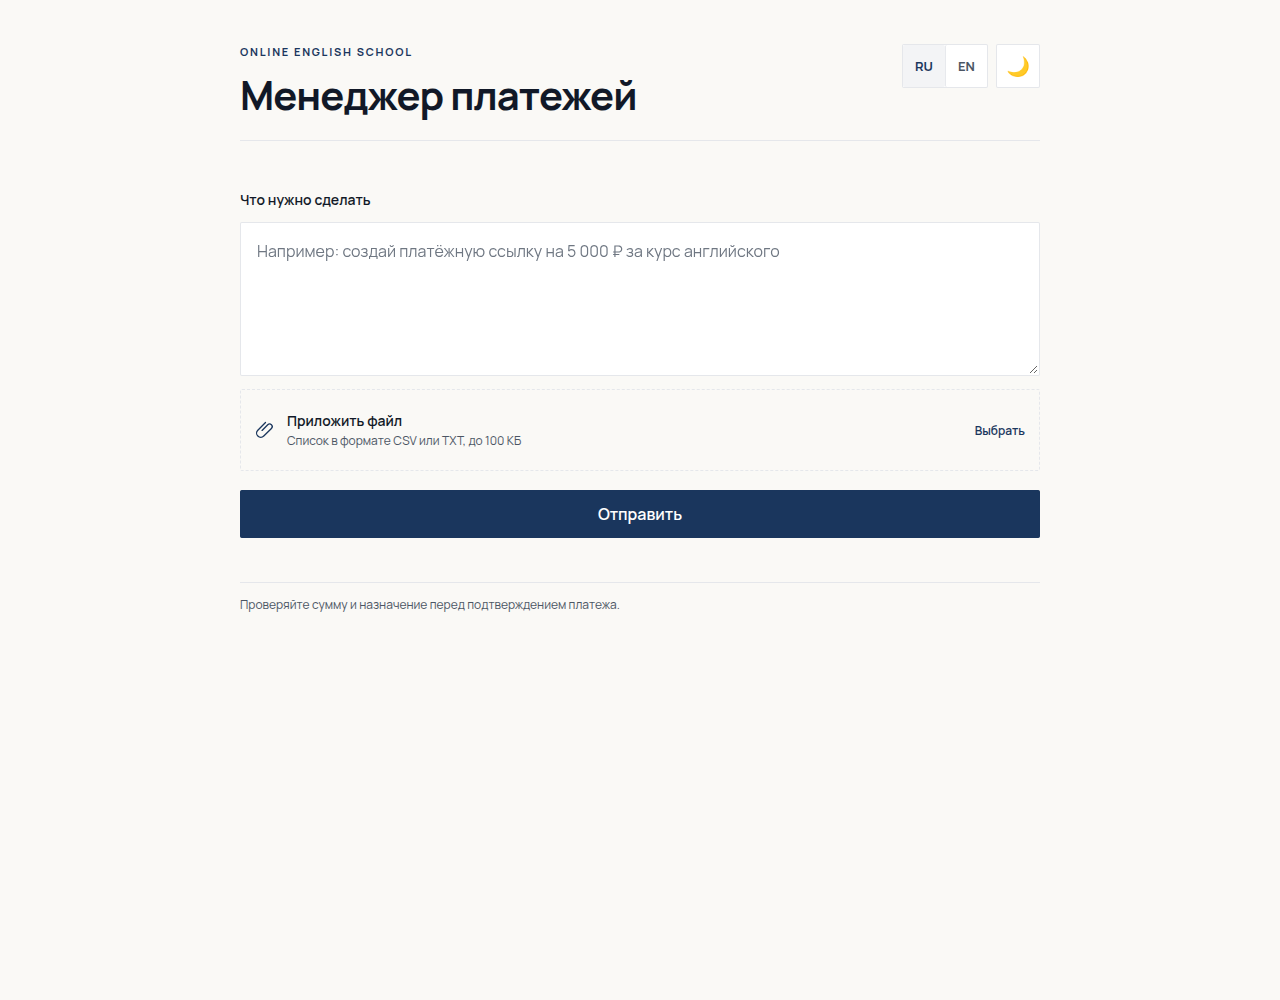 ONLINE ENGLISH SCHOOL
RU EN
Менеджер платежей
Что нужно сделать
Например: создай платёжную ссылку на 5 000 ₽ за курс английского
Приложить файл
Список в формате CSV или TXT, до 100 КБ
Выбрать
Отправить
Проверяйте сумму и назначение перед подтверждением платежа.